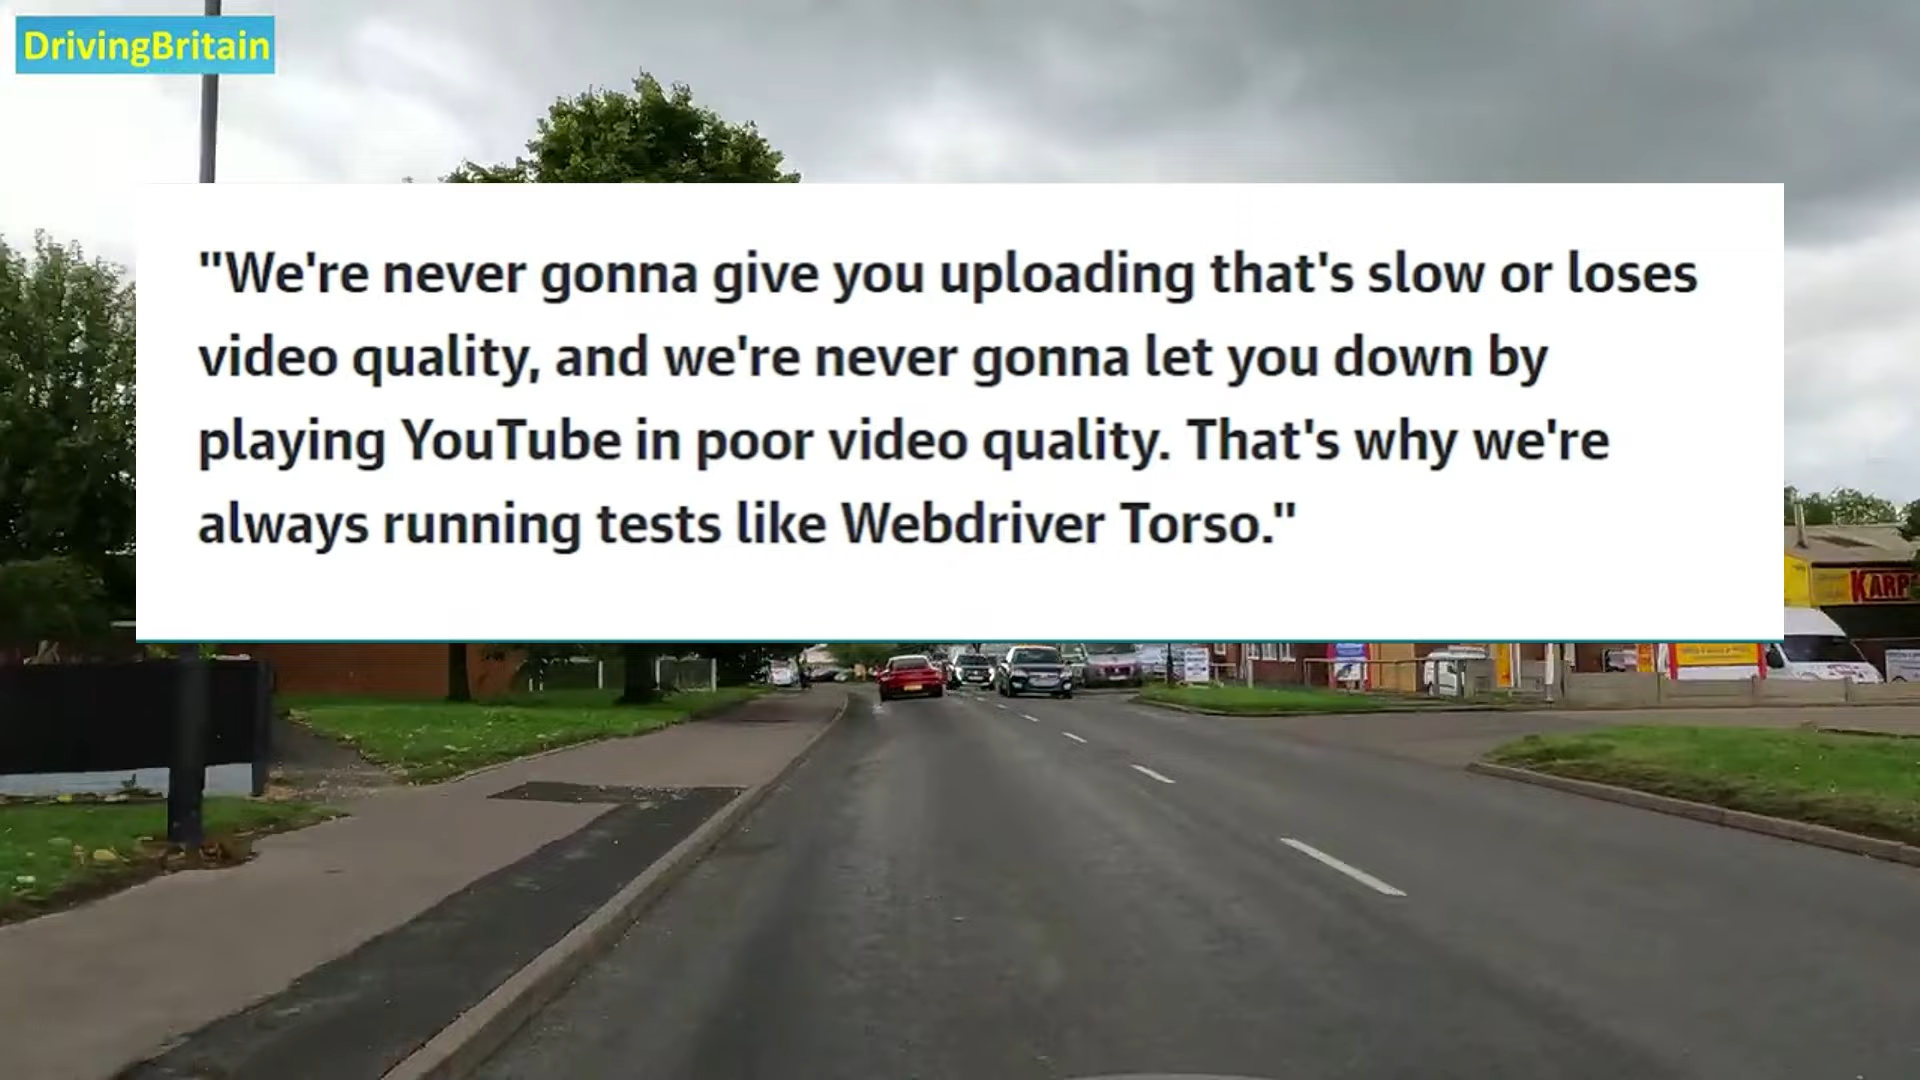 DrivingBritain
"We're never gonna give you uploading that's slow or loses
video quality, and we're never gonna let you down by
playing YouTube in poor video quality. That's why we're
always running tests like Webdriver Torso."
KARP